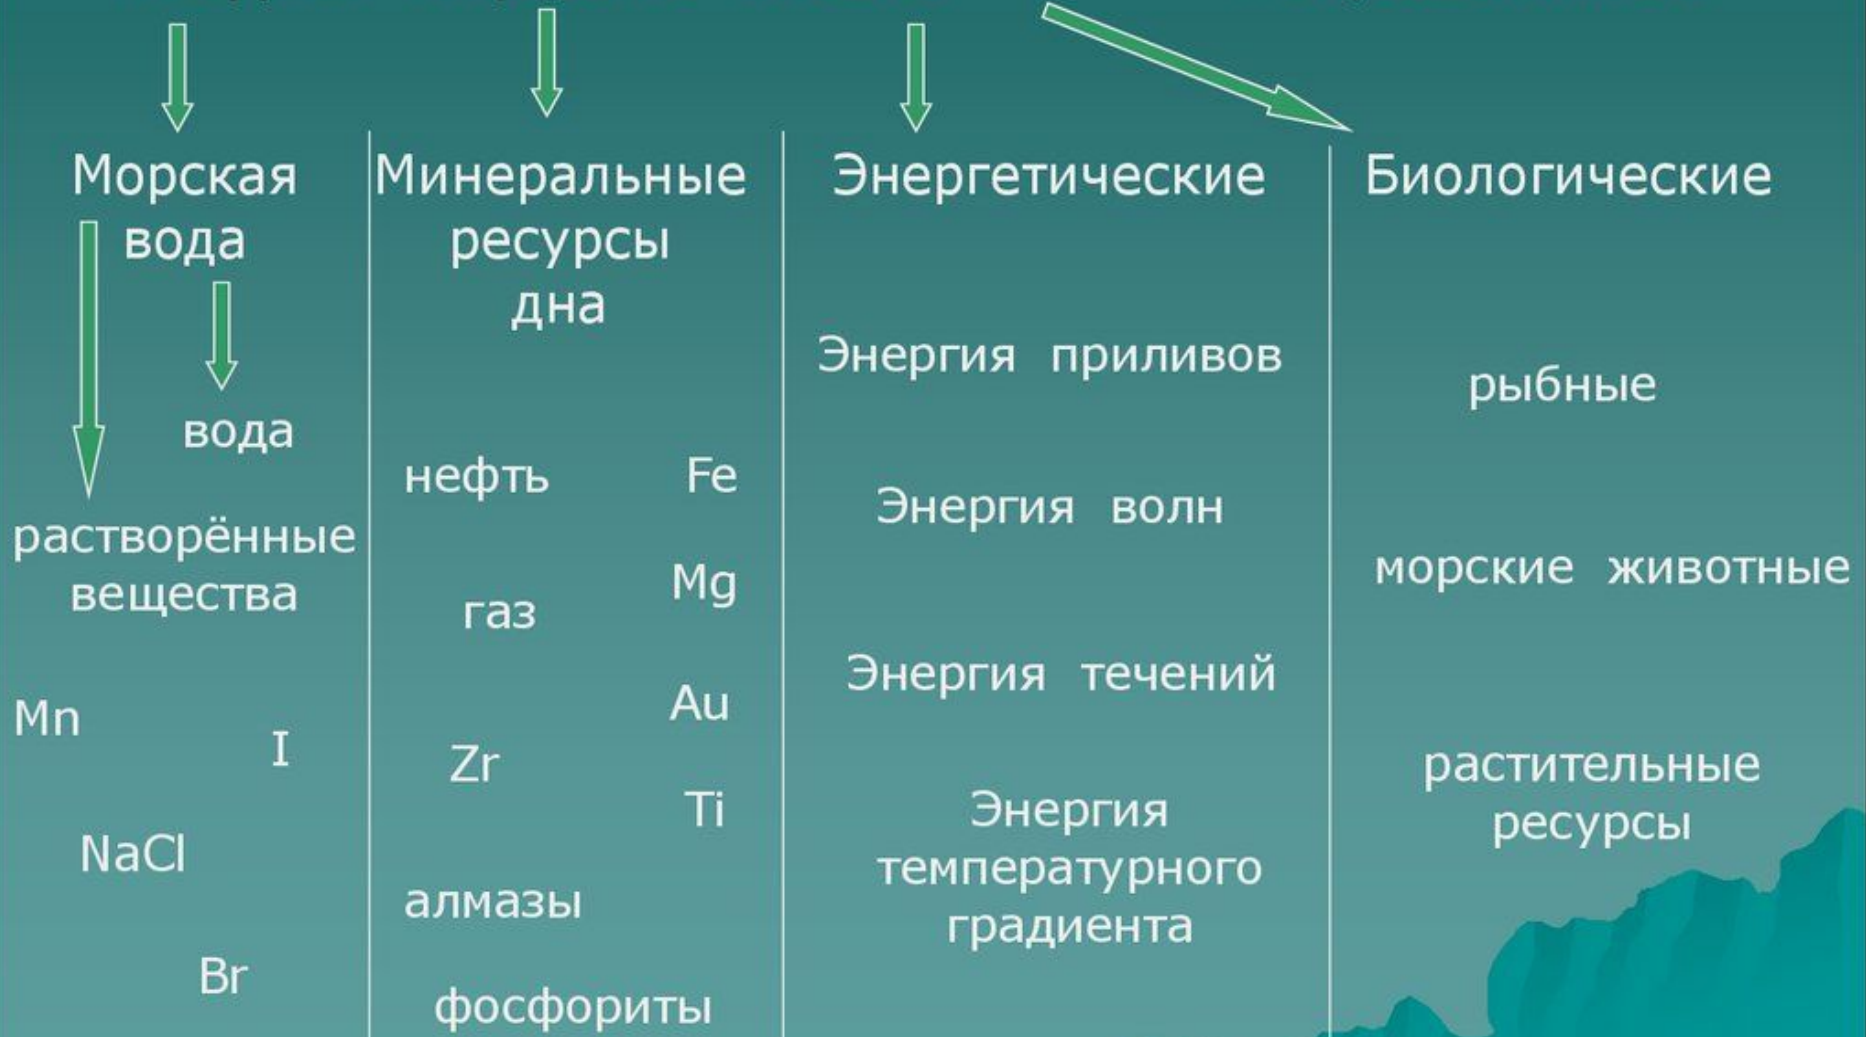 Морская
вода
вода
растворённые
вещества
Mn
I
NaCl
Br
Минеральные
ресурсы
дна
нефть
Fe
Mg
газ
Au
Zr
Ti
алмазы
фосфориты
Энергетические
Энергия приливов
Энергия волн
Энергия течений
Энергия
температурного
градиента
Биологические
рыбные
морские животные
растительные
ресурсы